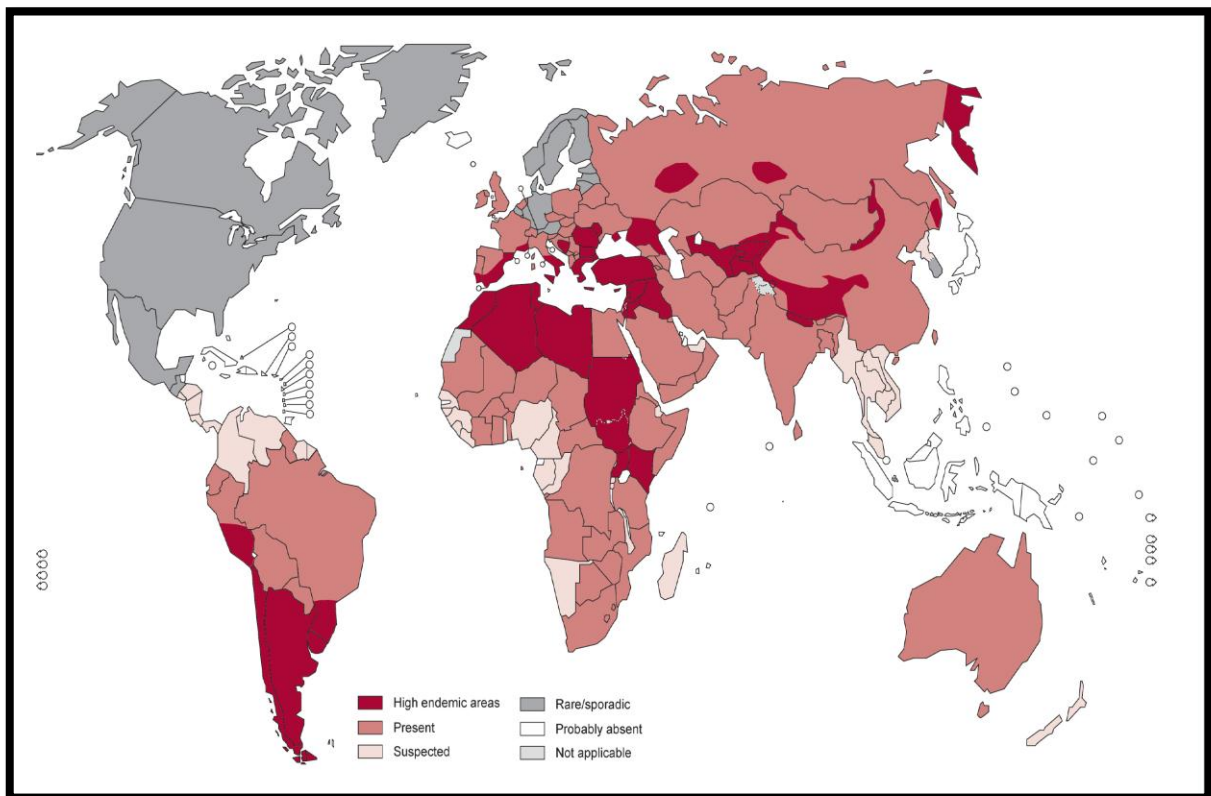 High endemic areas
Present
Suspected
Rare/sporadic
Probably absent
Not applicable